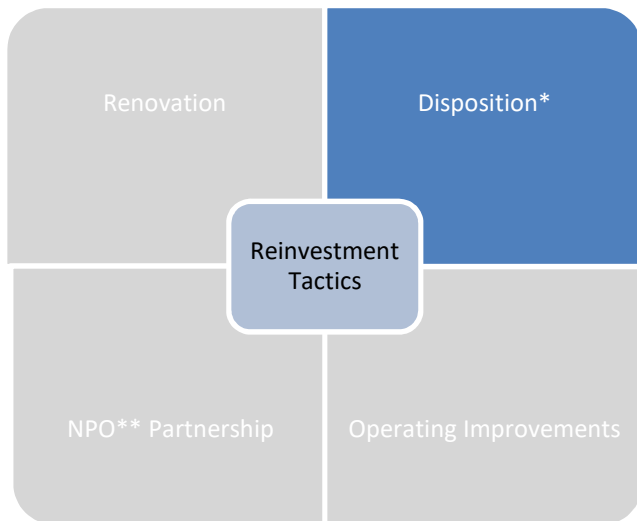 Renovation
Disposition*
Reinvestment
Tactics
NPO** Partnership
Operating Improvements